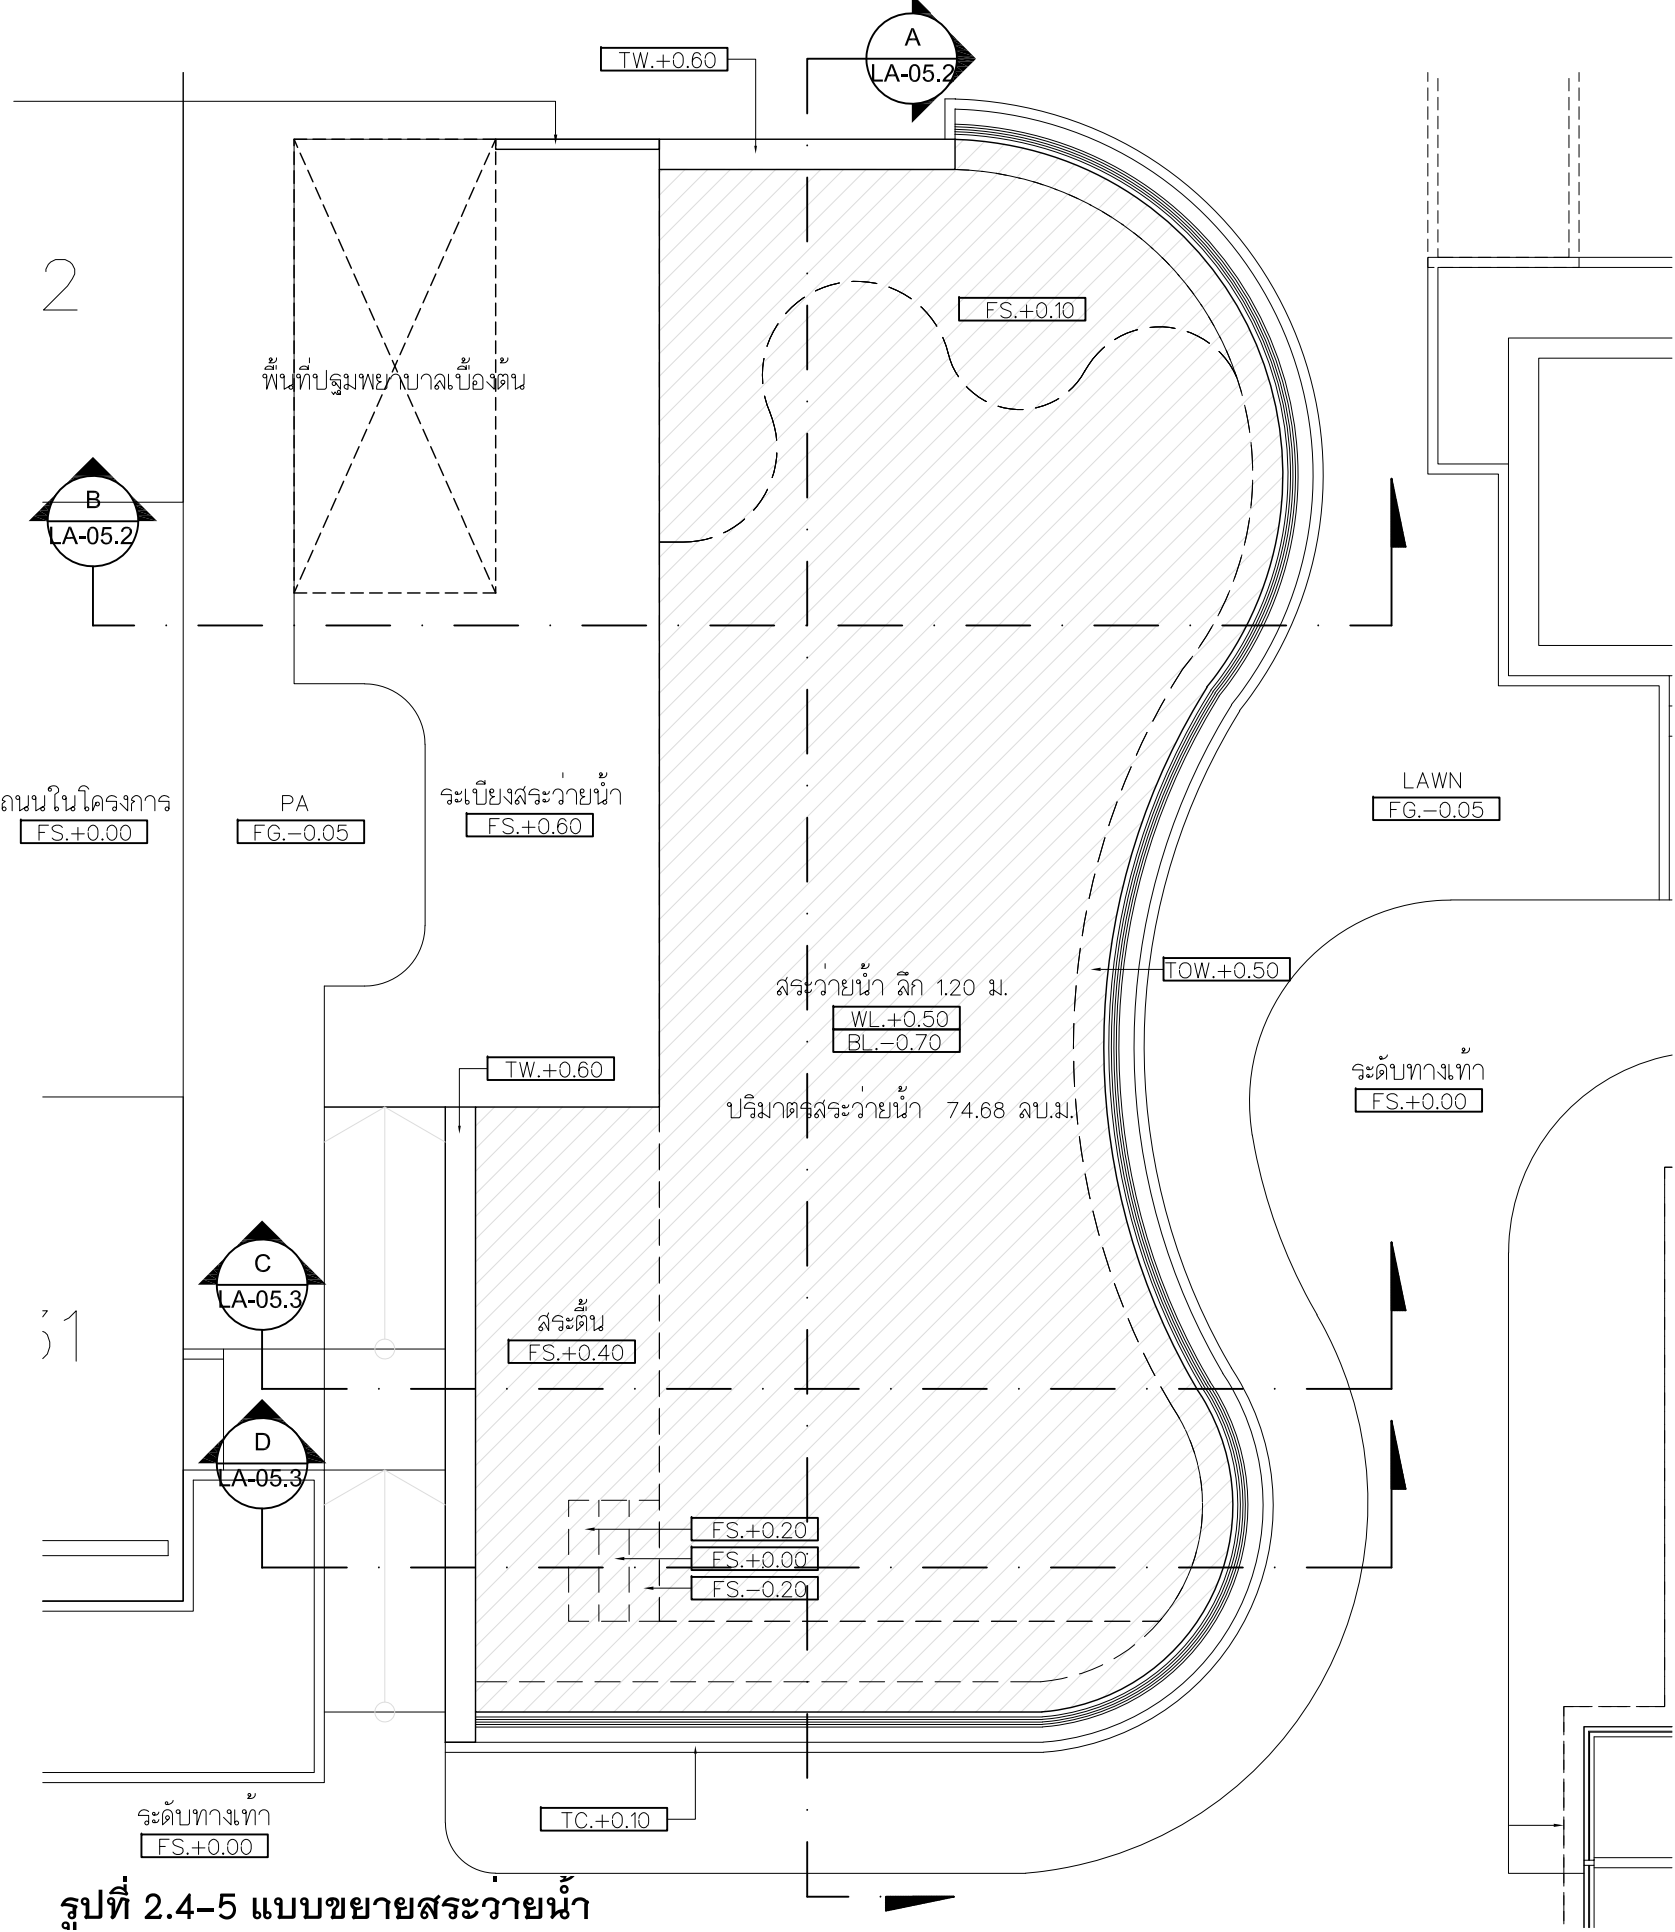 A
TW.+0.60
LA-05.2
2
FS.+0.10
พื้นที่ปฐมพยาบาลเบื้องต้น
B
LA-05.2
ถนนในโครงการ
FS.+0.00
PA
FG.-0.05
ระเบียงสระว่ายน้ำ
FS.+0.60
LAWN
FG.-0.05
TOW.+0.50
สระว่ายน้ำ ลึก 1.20 ม.
WL.+0.50
BL.-0.70
TW.+0.60
ระดับทางเท้า
FS.+0.00
ปริมาตรสระว่ายน้ำ 74.68 ลบ.ม.
C
LA-05.3
สระตื้น
FS.+0.40
31
D
LA-05.3
FS.+0.20
FS.+0.00
FS.-0.20
ระดับทางเท้า
FS.+0.00
TC.+0.10
รูปที่ 2.4-5 แบบขยายสระว่ายน้ำ